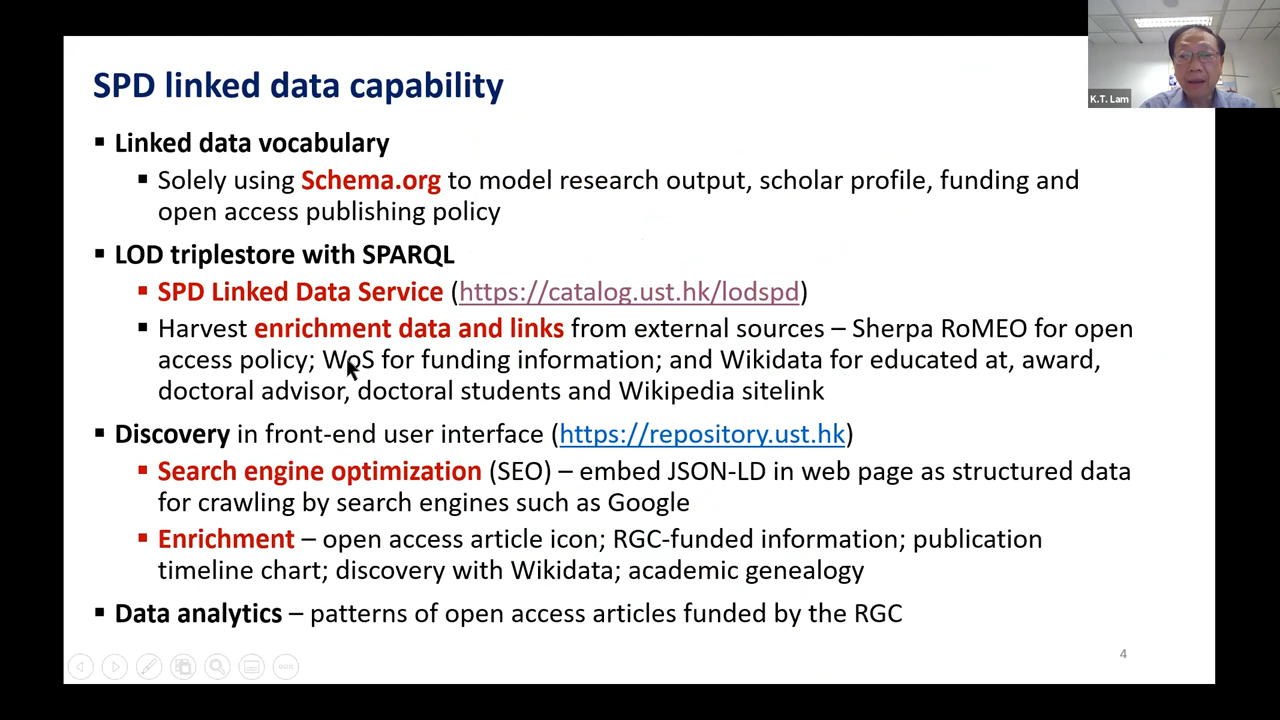 SPD linked data capability
K.T. Lam
▪ Linked data vocabulary
▪ Solely using Schema.org to model research output, scholar profile, funding and
open access publishing policy
▪ LOD triplestore with SPARQL
▪ SPD Linked Data Service (https://catalog.ust.hk/lodspd)
▪ Harvest enrichment data and links from external sources – Sherpa RoMEO for open
access policy; WoS for funding information; and Wikidata for educated at, award,
doctoral advisor, doctoral students and Wikipedia sitelink
▪ Discovery in front-end user interface (https://repository.ust.hk)
▪ Search engine optimization (SEO) – embed JSON-LD in web page as structured data
for crawling by search engines such as Google
▪ Enrichment – open access article icon; RGC-funded information; publication
timeline chart; discovery with Wikidata; academic genealogy
▪ Data analytics – patterns of open access articles funded by the RGC
4